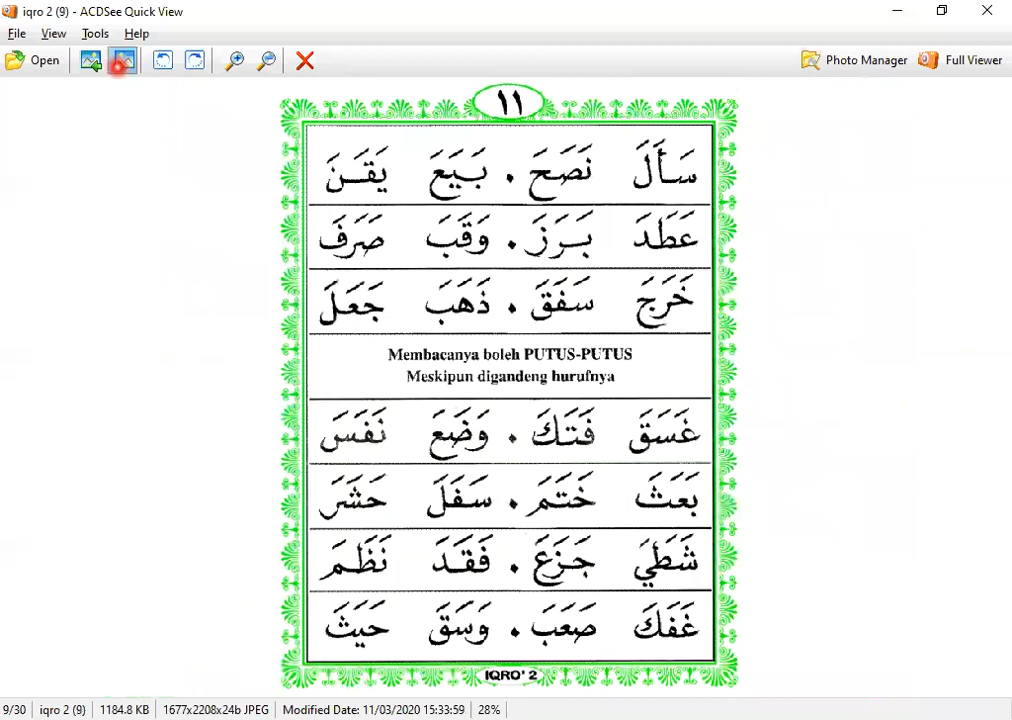 iqro 2 (9) - ACDSee Quick View
File View Tools Help
Open Photo Manager Full Viewer
١١
سَأَلَ نَصَحَ . بَيَعَ يَقَنَ
عَطَدَ بَرَزَ . وَقَبَ صَرَفَ
خَرَجَ سَفَقَ . ذَهَبَ جَعَلَ
Membacanya boleh PUTUS-PUTUS
Meskipun digandeng hurufnya
غَسَقَ فَتَكَ . وَضَعَ نَفَسَ
بَعَثَ خَتَمَ . سَفَلَ حَشَرَ
شَطَيَ جَزَعَ . فَقَدَ نَظَمَ
غَفَكَ صَعَبَ . وَسَقَ حَيَثَ
IQRO' 2
9/30 iqro 2 (9) 1184.8 KB 1677x2208x24b JPEG Modified Date: 11/03/2020 15:33:59 28%